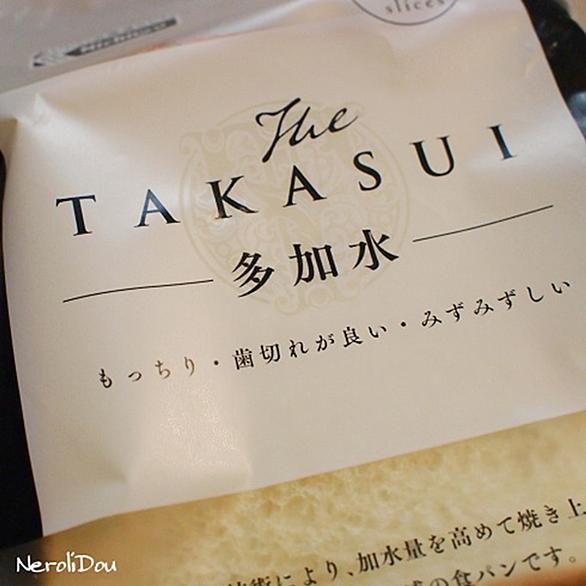 slices
The
TAKASUI
多加水
もっちり・歯切れが良い・みずみずしい
により、加水量を高めて焼き上
の食パンです。
NeroliDou